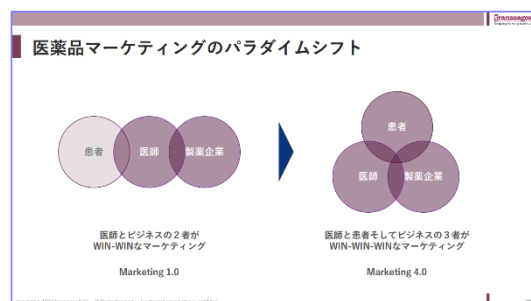 医薬品マーケティングのパラダイムシフト
患者
医師
製薬企業
医師とビジネスの２者が
WIN-WINなマーケティング
Marketing 1.0
患者
医師
製薬企業
医師と患者そしてビジネスの３者が
WIN-WIN-WINなマーケティング
Marketing 4.0